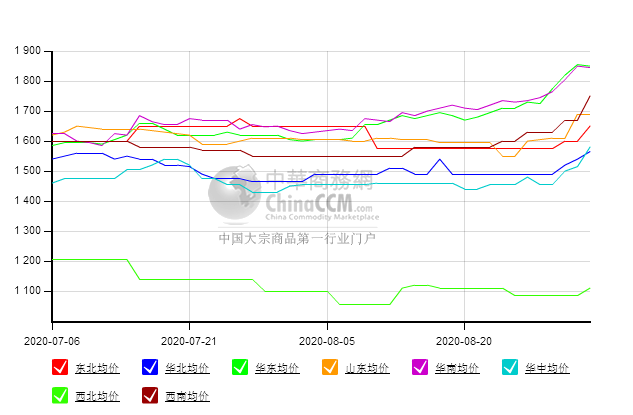 1 900
1 800
1 700
1 600
1 500
1 400
1 300
1 200
1 100
中華商務網
ChinaCCM.com
China Commodity Marketplace
中国大宗商品第一行业门户
2020-07-06 2020-07-21 2020-08-05 2020-08-20
东北均价 华北均价 华东均价 山东均价 华南均价 华中均价
西北均价 西南均价